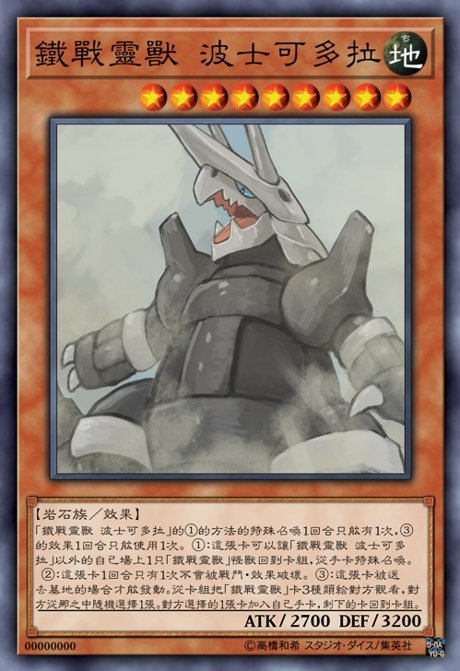 鐵戰靈獸 波士可多拉
ち
地
【岩石族／效果】
「鐵戰靈獸 波士可多拉」的①的方法的特殊召喚1回合只能有1次，③
的效果1回合只能使用1次。①：這張卡可以讓「鐵戰靈獸 波士可多
拉」以外的自己場上1只「鐵戰靈獸」怪獸回到卡組，從手卡特殊召喚。
②：這張卡1回合只有1次不會被戰鬥·效果破壞。③：這張卡被送
去墓地的場合才能發動。從卡組把「鐵戰靈獸」卡3種類給對方觀看，對
方從那之中隨機選擇1張。對方選擇的1張卡加入自己手卡，剩下的卡回到卡組。
ATK / 2700 DEF / 3200
00000000
©高橋和希 スタジオ・ダイス/集英社